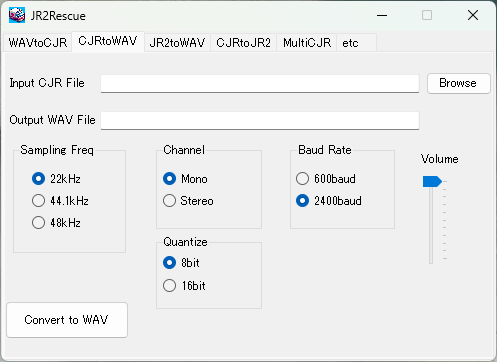 JR2Rescue
WAVtoCJR CJRtoWAV JR2toWAV CJRtoJR2 MultiCJR etc
Input CJR File
Browse
Output WAV File
Sampling Freq
22kHz
44.1kHz
48kHz
Channel
Mono
Stereo
Quantize
8bit
16bit
Baud Rate
600baud
2400baud
Volume
Convert to WAV